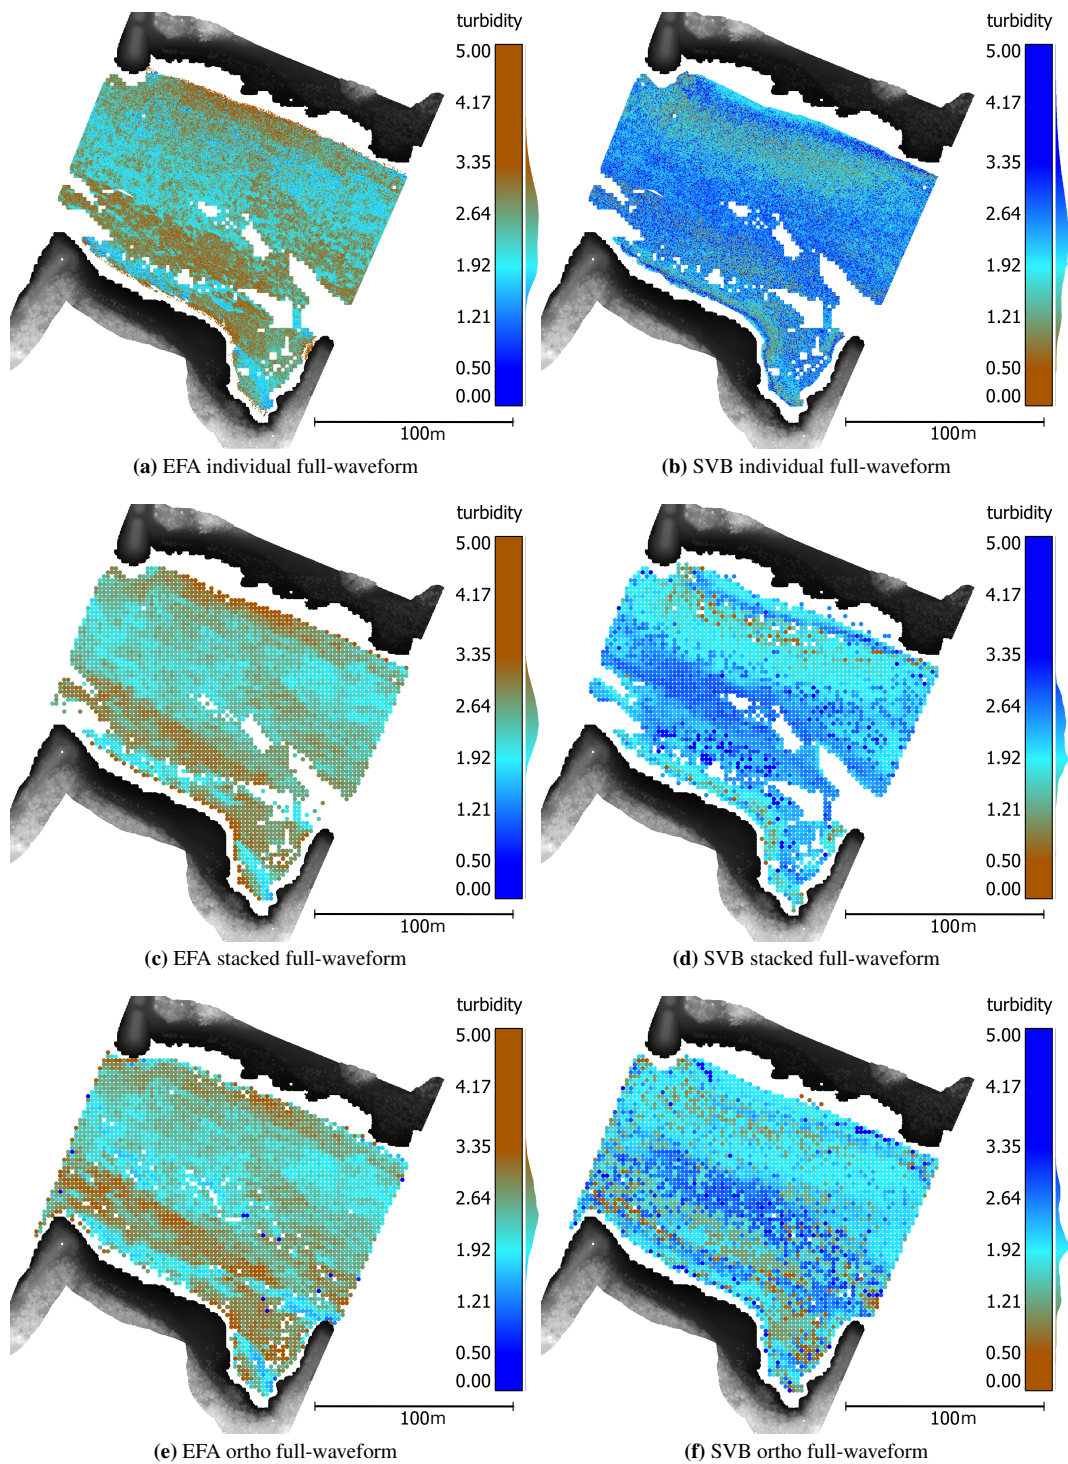 turbidity
5.00
4.17
3.35
2.64
1.92
1.21
0.50
0.00
100m
(a) EFA individual full-waveform
turbidity
5.00
4.17
3.35
2.64
1.92
1.21
0.50
0.00
100m
(b) SVB individual full-waveform
turbidity
5.00
4.17
3.35
2.64
1.92
1.21
0.50
0.00
100m
(c) EFA stacked full-waveform
turbidity
5.00
4.17
3.35
2.64
1.92
1.21
0.50
0.00
100m
(d) SVB stacked full-waveform
turbidity
5.00
4.17
3.35
2.64
1.92
1.21
0.50
0.00
100m
(e) EFA ortho full-waveform
turbidity
5.00
4.17
3.35
2.64
1.92
1.21
0.50
0.00
100m
(f) SVB ortho full-waveform